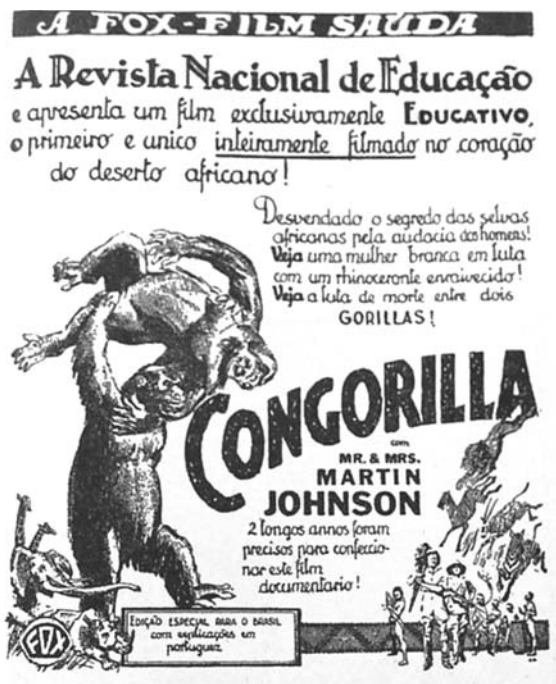 A FOX-FILM SAÚDA
A Revista Nacional de Educação
e apresenta um film exclusivamente EDUCATIVO,
o primeiro e unico inteiramente filmado no coração
do deserto africano!
Desvendado o segredo das selvas
africanas pela audacia dos homens!
Veja uma mulher branca em luta
com um rhinoceronte enraivecido!
Veja a luta de morte entre dois
GORILLAS!
CONGORILLA
com
MR. & MRS.
MARTIN
JOHNSON
2 longos annos foram
precisos para confeccio-
nar este film
documentario!
EDIÇÃO ESPECIAL PARA O BRASIL
com explicações em
portuguez
FOX